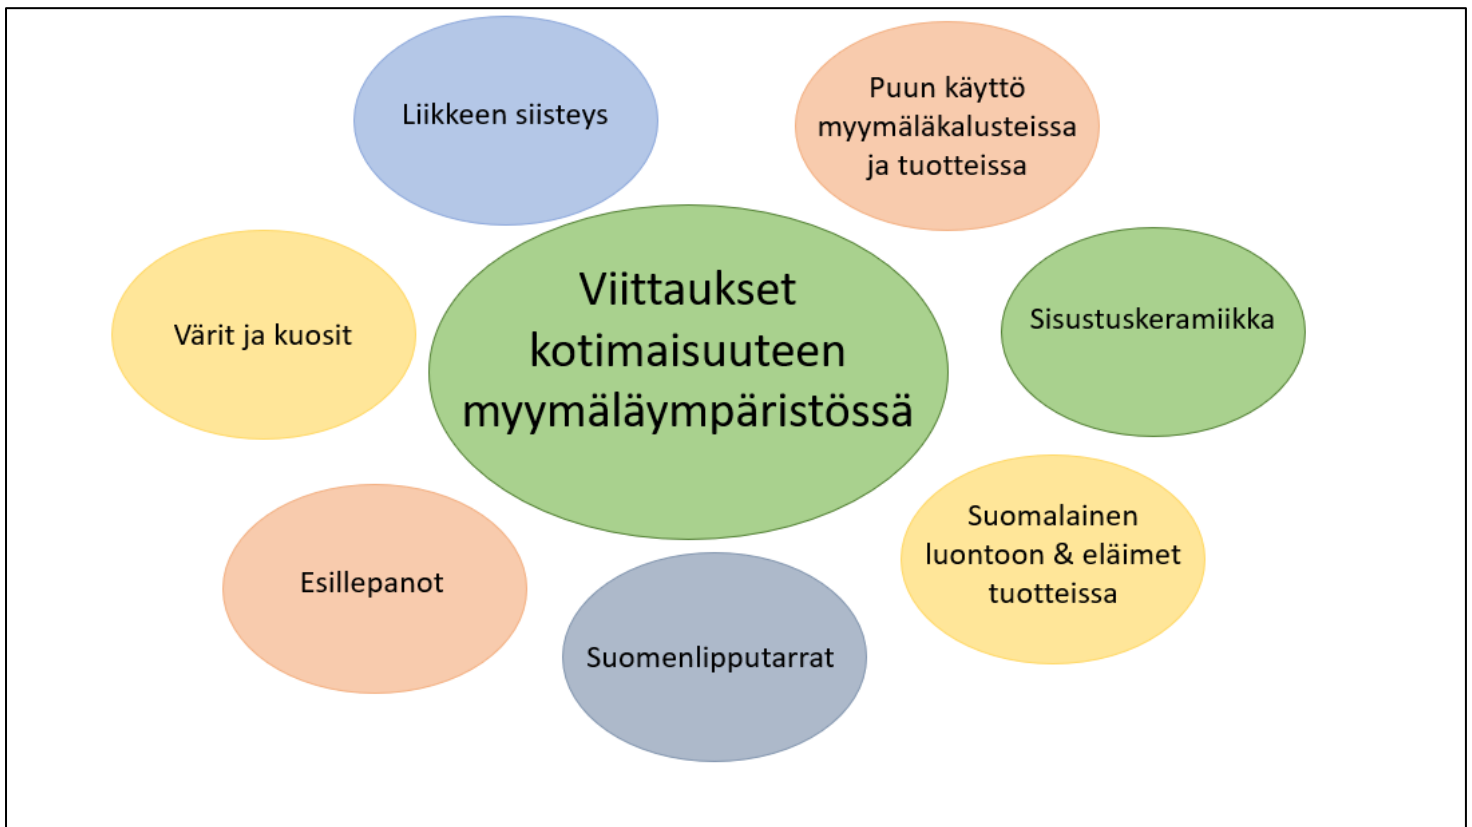 Liikkeen siisteys
Puun käyttö
myymäläkalusteissa
ja tuotteissa
Viittaukset
kotimaisuuteen
myymäläympäristössä
Värit ja kuosit
Sisustuskeramiikka
Esillepanot
Suomalainen
luontoon & eläimet
tuotteissa
Suomenlipputarrat